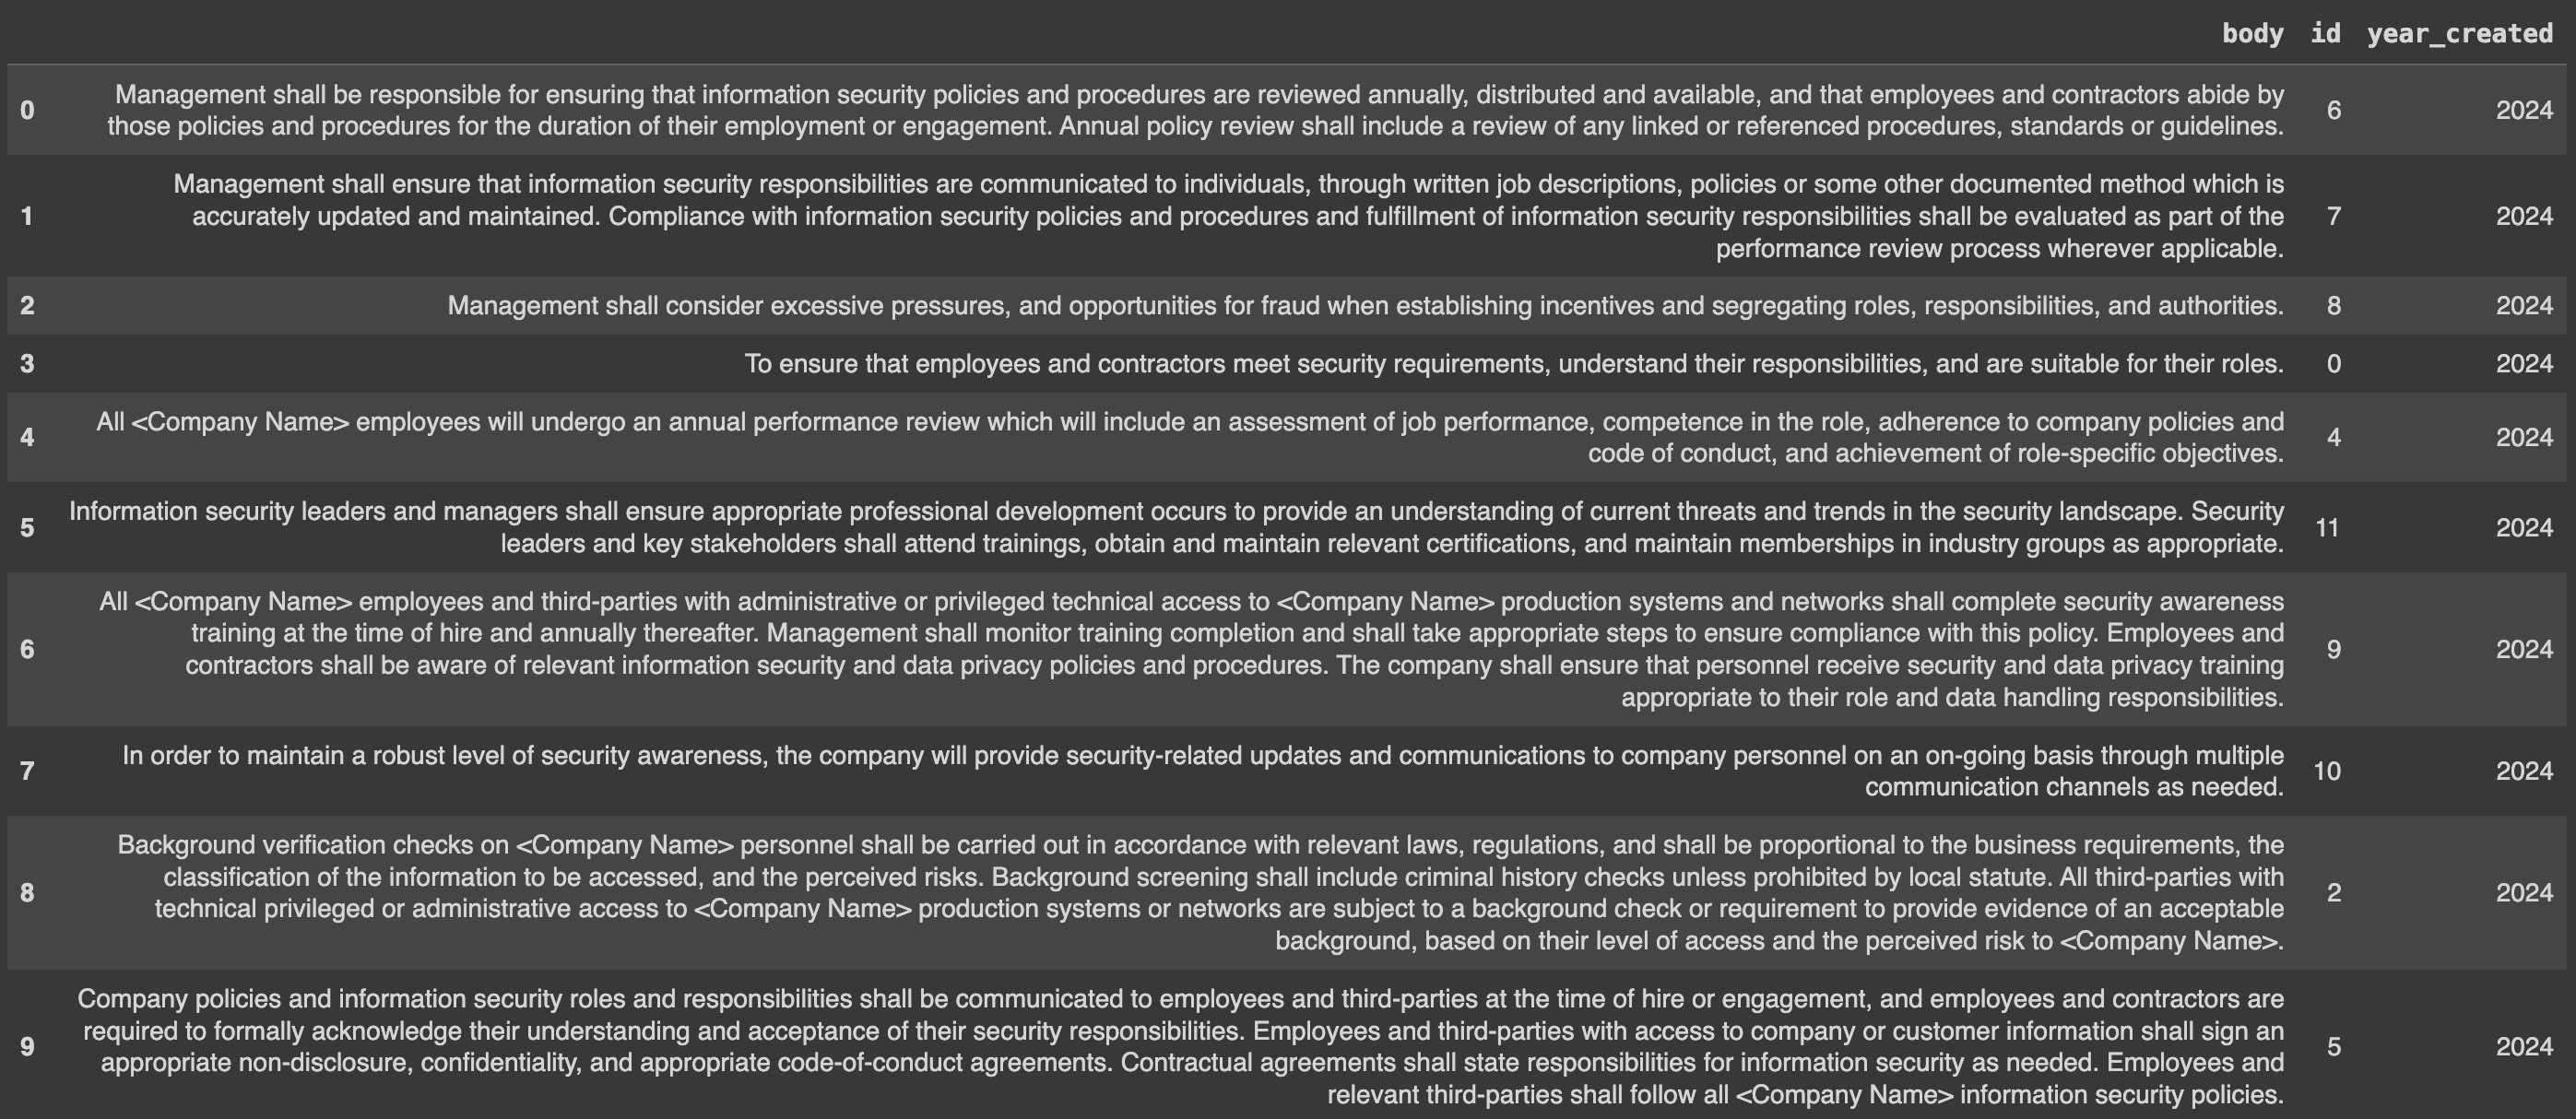 body id year_created
0
Management shall be responsible for ensuring that information security policies and procedures are reviewed annually, distributed and available, and that employees and contractors abide by
those policies and procedures for the duration of their employment or engagement. Annual policy review shall include a review of any linked or referenced procedures, standards or guidelines.
6 2024
1
Management shall ensure that information security responsibilities are communicated to individuals, through written job descriptions, policies or some other documented method which is
accurately updated and maintained. Compliance with information security policies and procedures and fulfillment of information security responsibilities shall be evaluated as part of the
performance review process wherever applicable.
7 2024
2 Management shall consider excessive pressures, and opportunities for fraud when establishing incentives and segregating roles, responsibilities, and authorities. 8 2024
3 To ensure that employees and contractors meet security requirements, understand their responsibilities, and are suitable for their roles. 0 2024
4
All <Company Name> employees will undergo an annual performance review which will include an assessment of job performance, competence in the role, adherence to company policies and
code of conduct, and achievement of role-specific objectives.
4 2024
5
Information security leaders and managers shall ensure appropriate professional development occurs to provide an understanding of current threats and trends in the security landscape. Security
leaders and key stakeholders shall attend trainings, obtain and maintain relevant certifications, and maintain memberships in industry groups as appropriate.
11 2024
6
All <Company Name> employees and third-parties with administrative or privileged technical access to <Company Name> production systems and networks shall complete security awareness
training at the time of hire and annually thereafter. Management shall monitor training completion and shall take appropriate steps to ensure compliance with this policy. Employees and
contractors shall be aware of relevant information security and data privacy policies and procedures. The company shall ensure that personnel receive security and data privacy training
appropriate to their role and data handling responsibilities.
9 2024
7
In order to maintain a robust level of security awareness, the company will provide security-related updates and communications to company personnel on an on-going basis through multiple
communication channels as needed.
10 2024
8
Background verification checks on <Company Name> personnel shall be carried out in accordance with relevant laws, regulations, and shall be proportional to the business requirements, the
classification of the information to be accessed, and the perceived risks. Background screening shall include criminal history checks unless prohibited by local statute. All third-parties with
technical privileged or administrative access to <Company Name> production systems or networks are subject to a background check or requirement to provide evidence of an acceptable
background, based on their level of access and the perceived risk to <Company Name>.
2 2024
9
Company policies and information security roles and responsibilities shall be communicated to employees and third-parties at the time of hire or engagement, and employees and contractors are
required to formally acknowledge their understanding and acceptance of their security responsibilities. Employees and third-parties with access to company or customer information shall sign an
appropriate non-disclosure, confidentiality, and appropriate code-of-conduct agreements. Contractual agreements shall state responsibilities for information security as needed. Employees and
relevant third-parties shall follow all <Company Name> information security policies.
5 2024